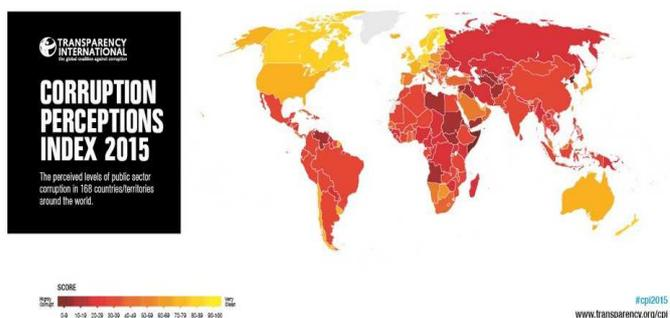 TRANSPARENCY
INTERNATIONAL
the global coalition against corruption
CORRUPTION
PERCEPTIONS
INDEX 2015
The perceived levels of public sector
corruption in 168 countries/territories
around the world.
SCORE
Highly
Corrupt
Very
Clean
0-9 10-19 20-29 30-39 40-49 50-59 60-69 70-79 80-89 90-100
#cpi2015
www.transparency.org/cpi